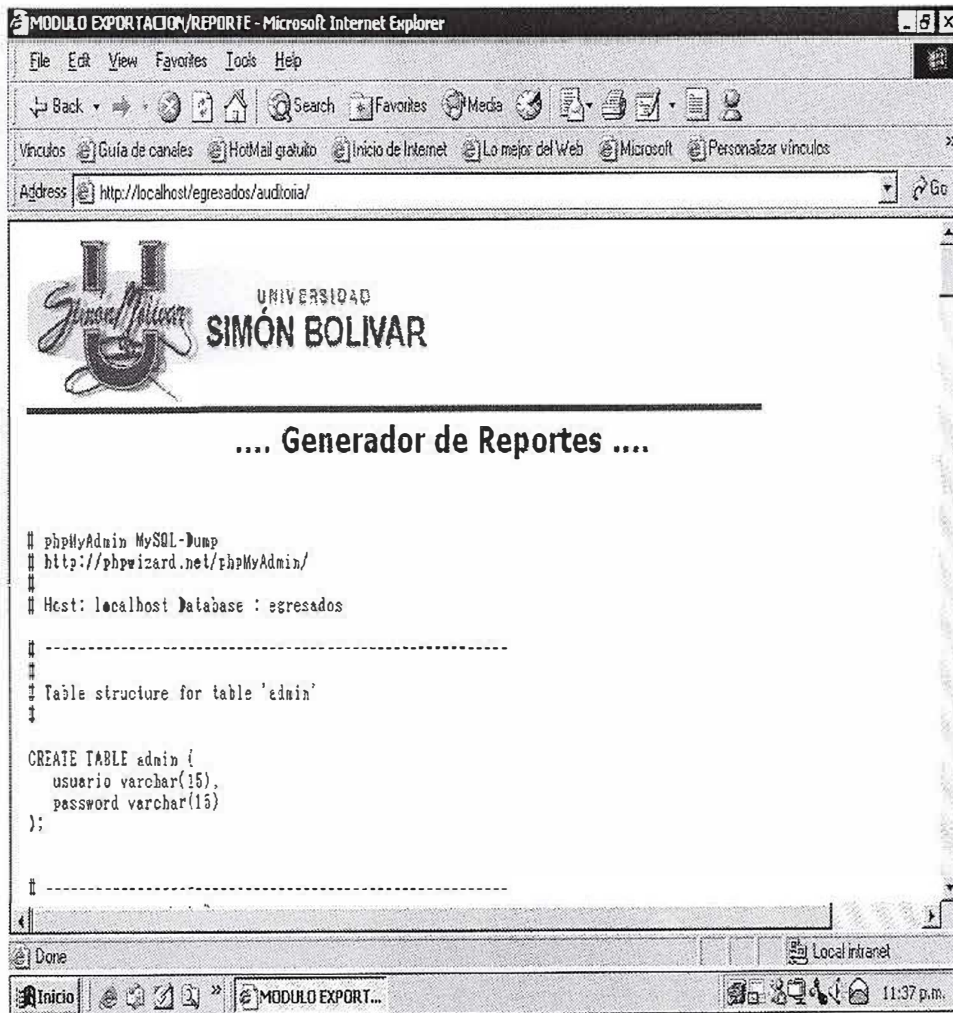 MODULO EXPORTACION/REPORTE - Microsoft Internet Explorer
File Edit View Favorites Tools Help
Back Search Favorites Media
Vínculos Guía de canales HotMail gratuito Inicio de Internet Lo mejor del Web Microsoft Personalizar vínculos »
Address http://localhost/egresados/auditoria/ Go
UNIVERSIDAD
SIMÓN BOLIVAR
.... Generador de Reportes ....
# phpMyAdmin MySQL-Dump
# http://phpwizard.net/phpMyAdmin/
#
# Host: localhost Database : egresados
# --------------------------------------------------------
#
# Table structure for table 'admin'
#
CREATE TABLE admin (
usuario varchar(15),
password varchar(15)
);
# --------------------------------------------------------
Done Local intranet
Inicio » MODULO EXPORT... 11:37 p.m.